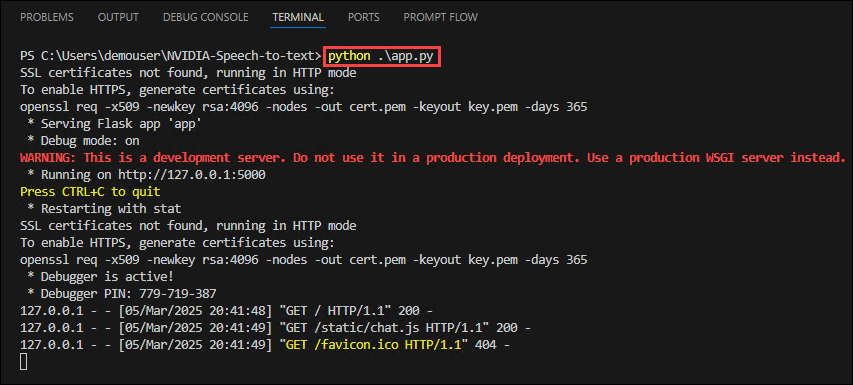 PROBLEMS OUTPUT DEBUG CONSOLE TERMINAL PORTS PROMPT FLOW
PS C:\Users\demouser\NVIDIA-Speech-to-text> python .\app.py
SSL certificates not found, running in HTTP mode
To enable HTTPS, generate certificates using:
openssl req -x509 -newkey rsa:4096 -nodes -out cert.pem -keyout key.pem -days 365
 * Serving Flask app 'app'
 * Debug mode: on
WARNING: This is a development server. Do not use it in a production deployment. Use a production WSGI server instead.
 * Running on http://127.0.0.1:5000
Press CTRL+C to quit
 * Restarting with stat
SSL certificates not found, running in HTTP mode
To enable HTTPS, generate certificates using:
openssl req -x509 -newkey rsa:4096 -nodes -out cert.pem -keyout key.pem -days 365
 * Debugger is active!
 * Debugger PIN: 779-719-387
127.0.0.1 - - [05/Mar/2025 20:41:48] "GET / HTTP/1.1" 200 -
127.0.0.1 - - [05/Mar/2025 20:41:49] "GET /static/chat.js HTTP/1.1" 200 -
127.0.0.1 - - [05/Mar/2025 20:41:49] "GET /favicon.ico HTTP/1.1" 404 -